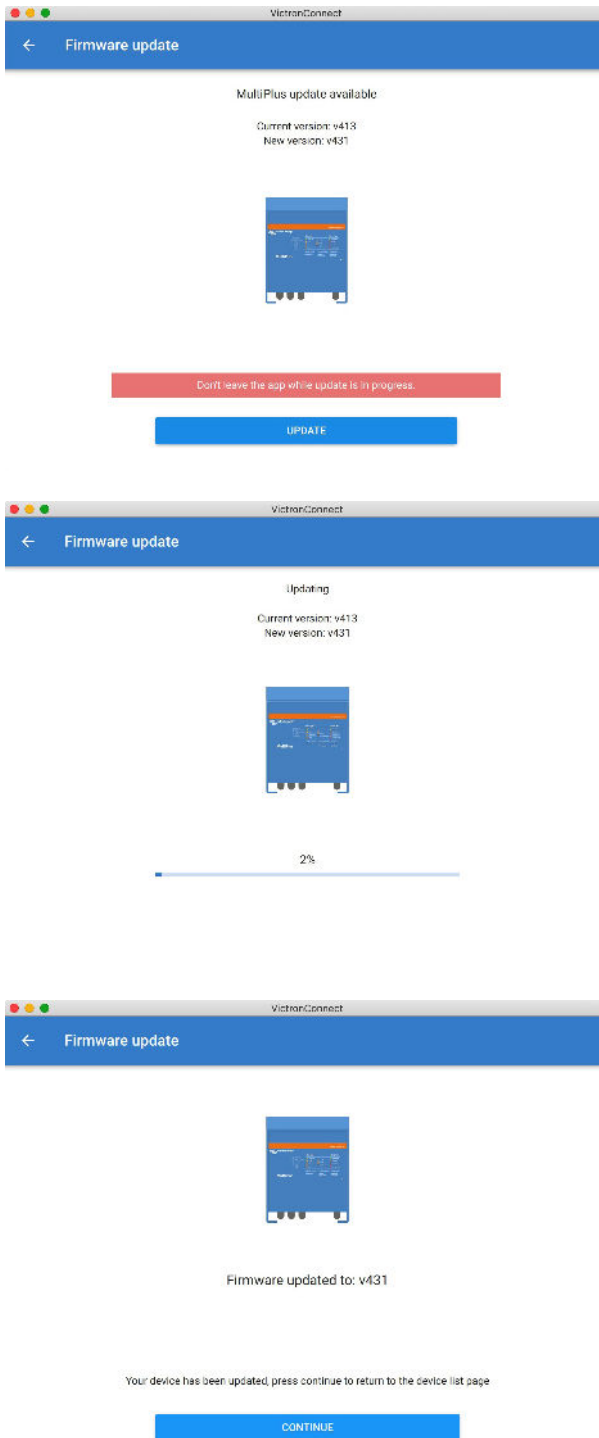 VictronConnect
Firmware update
MultiPlus update available
Current version: v413
New version: v431
Don't leave the app while update is in progress.
UPDATE
VictronConnect
Firmware update
Updating
Current version: v413
New version: v431
2%
VictronConnect
Firmware update
Firmware updated to: v431
Your device has been updated, press continue to return to the device list page
CONTINUE